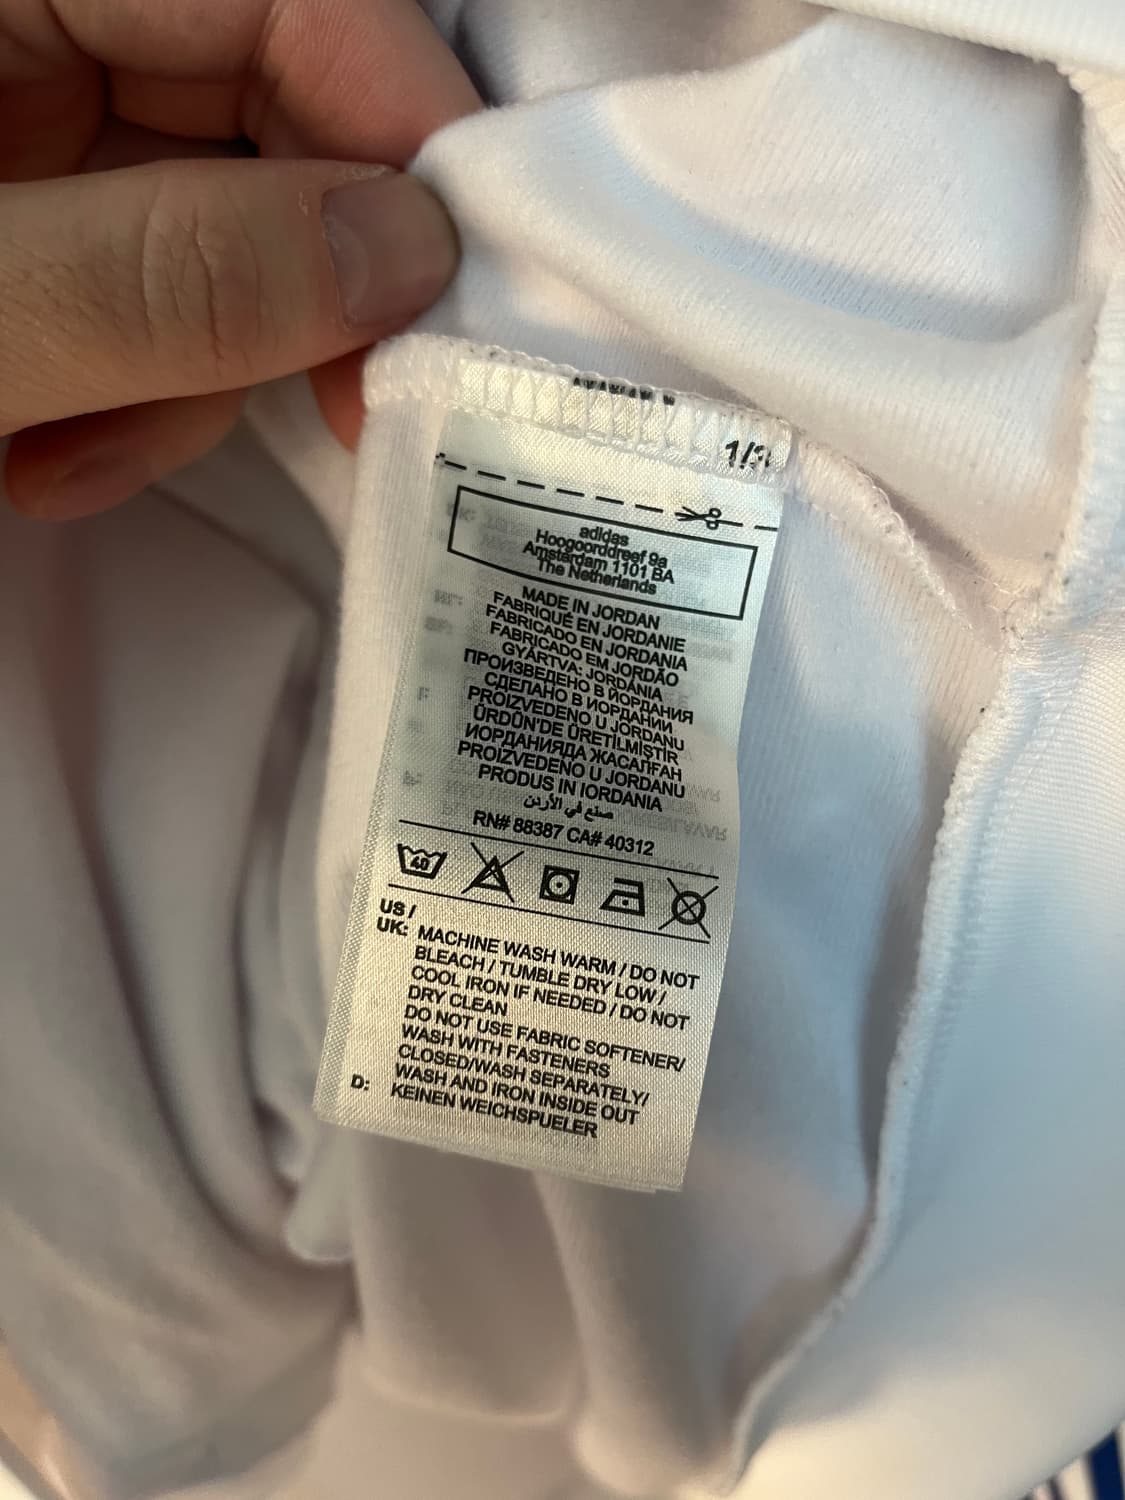 adidas
Hoogoorddreef 9a
Amsterdam 1101 BA
The Netherlands
MADE IN JORDAN
FABRIQUÉ EN JORDANIE
FABRICADO EN JORDANIA
FABRICADO EM JORDÃO
GYÁRTVA: JORDÁNIA
ПРОИЗВЕДЕНО В ЙОРДАНИЯ
СДЕЛАНО В ИОРДАНИИ
PROIZVEDENO U JORDANU
ÜRDÜN'DE ÜRETİLMİŞTİR
ИОРДАНИЯДА ЖАСАЛҒАН
PROIZVEDENO U JORDANU
PRODUS IN IORDANIA
صنع في الأردن
RN# 88387 CA# 40312
40
US /
UK: MACHINE WASH WARM / DO NOT
BLEACH / TUMBLE DRY LOW /
COOL IRON IF NEEDED / DO NOT
DRY CLEAN
DO NOT USE FABRIC SOFTENER/
WASH WITH FASTENERS
CLOSED/WASH SEPARATELY/
WASH AND IRON INSIDE OUT
D: KEINEN WEICHSPUELER